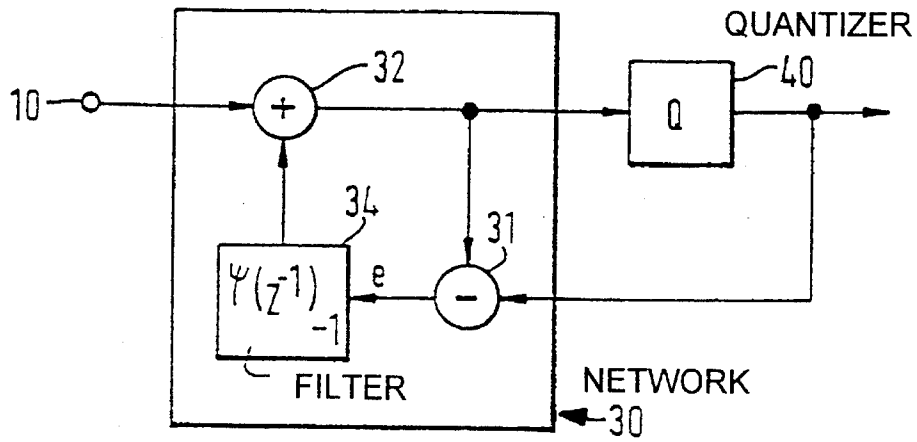 QUANTIZER
10
32
40
+
Q
34
31
ψ(z⁻¹)
-1
e
-
FILTER
NETWORK
30